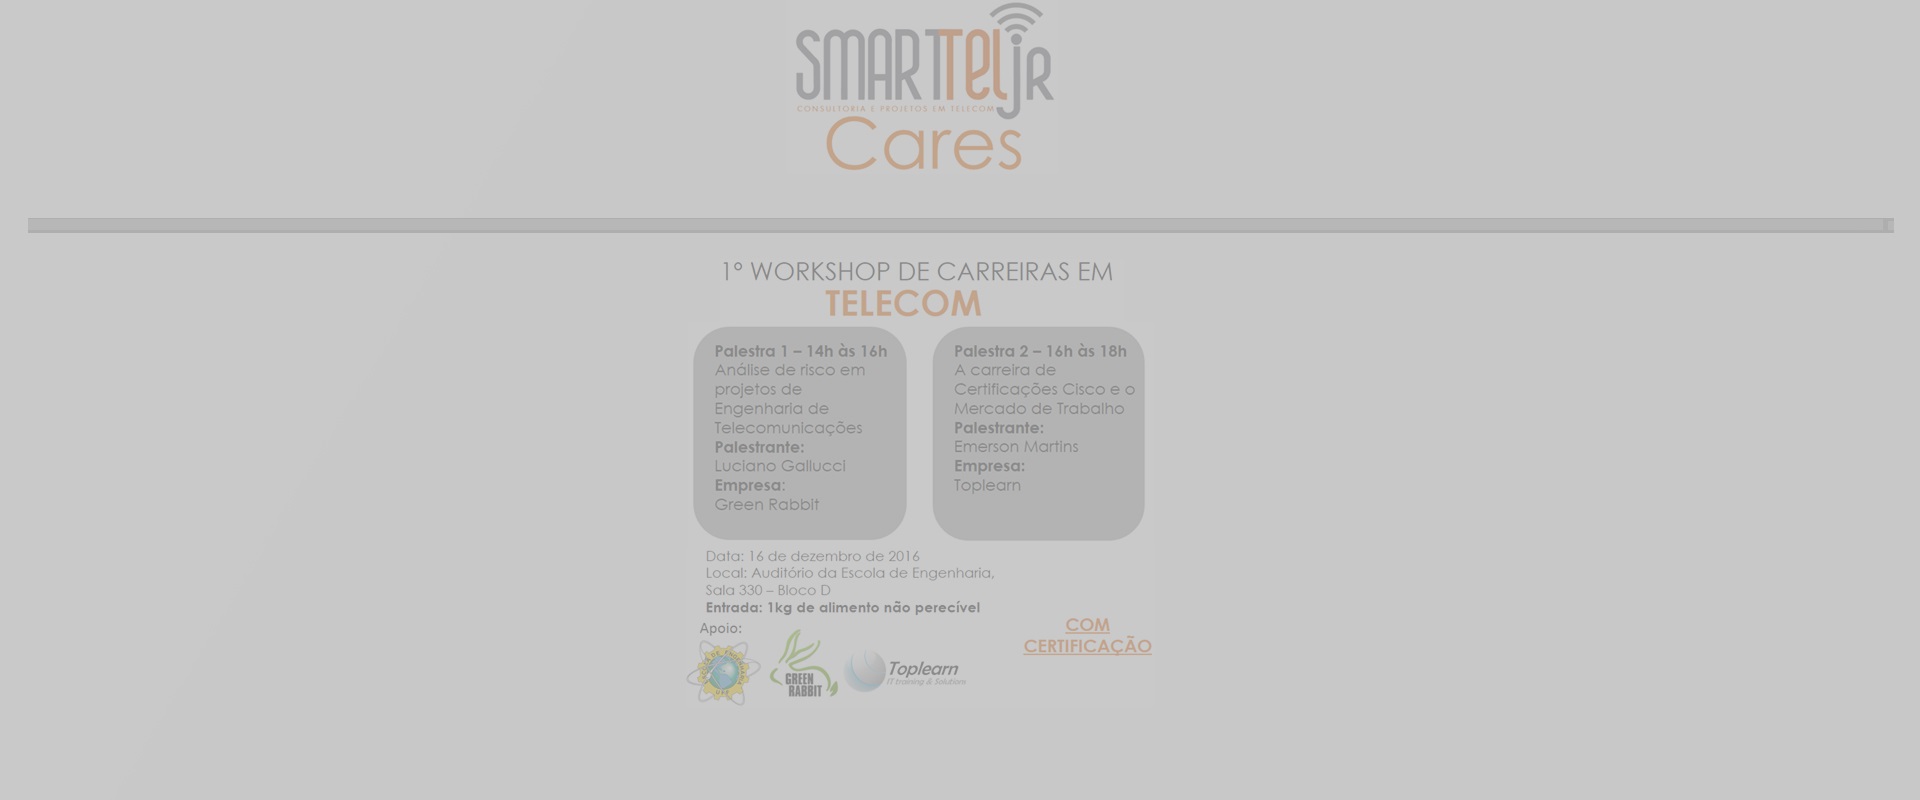 SMARTTELJR
CONSULTORIA E PROJETOS EM TELECOM
Cares
1º WORKSHOP DE CARREIRAS EM
TELECOM
Palestra 1 – 14h às 16h
Análise de risco em
projetos de
Engenharia de
Telecomunicações
Palestrante:
Luciano Gallucci
Empresa:
Green Rabbit
Palestra 2 – 16h às 18h
A carreira de
Certificações Cisco e o
Mercado de Trabalho
Palestrante:
Emerson Martins
Empresa:
Toplearn
Data: 16 de dezembro de 2016
Local: Auditório da Escola de Engenharia,
Sala 330 – Bloco D
Entrada: 1kg de alimento não perecível
COM
CERTIFICAÇÃO
Apoio:
GREEN
RABBIT
Toplearn
IT training & Solutions